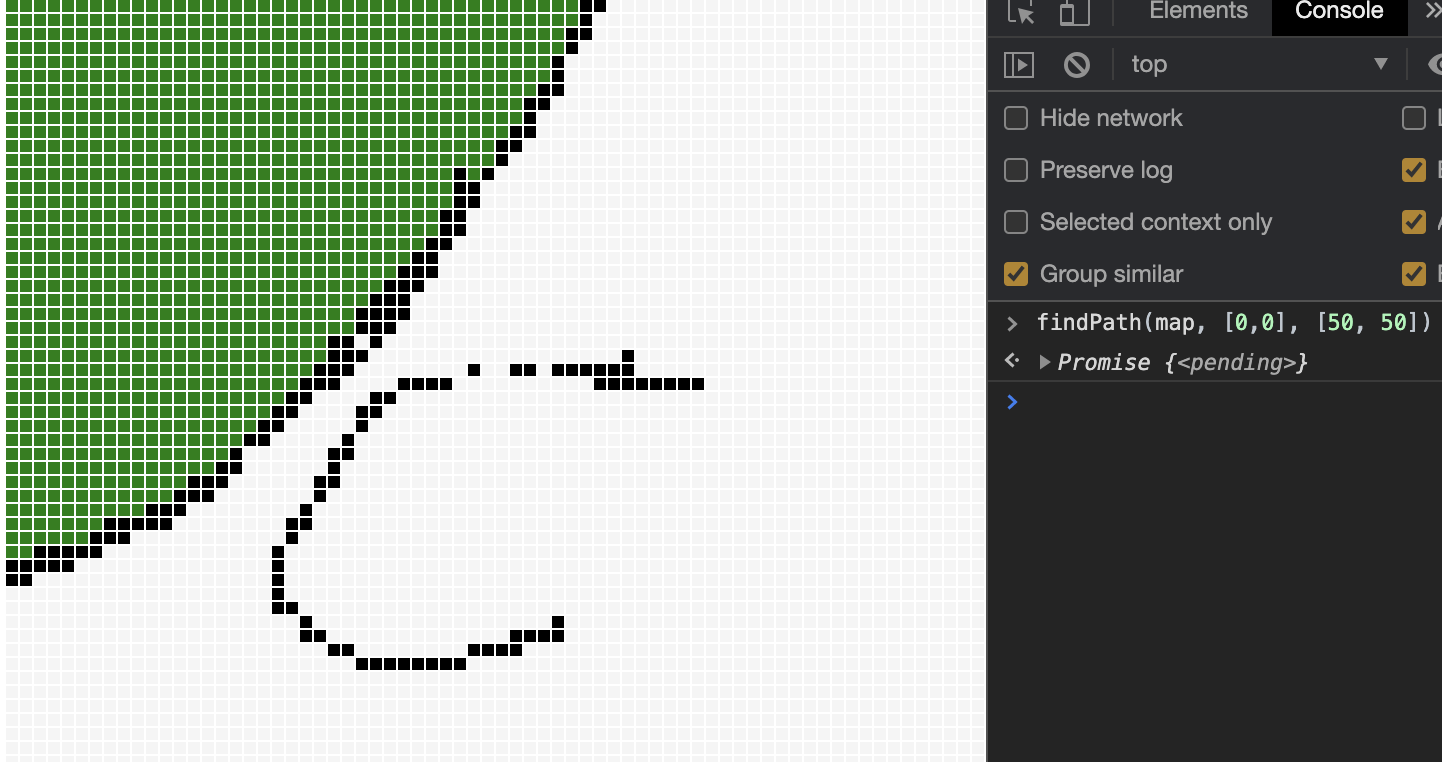 Elements Console
top
Hide network
Preserve log
Selected context only
Group similar
findPath(map, [0,0], [50, 50])
Promise {<pending>}